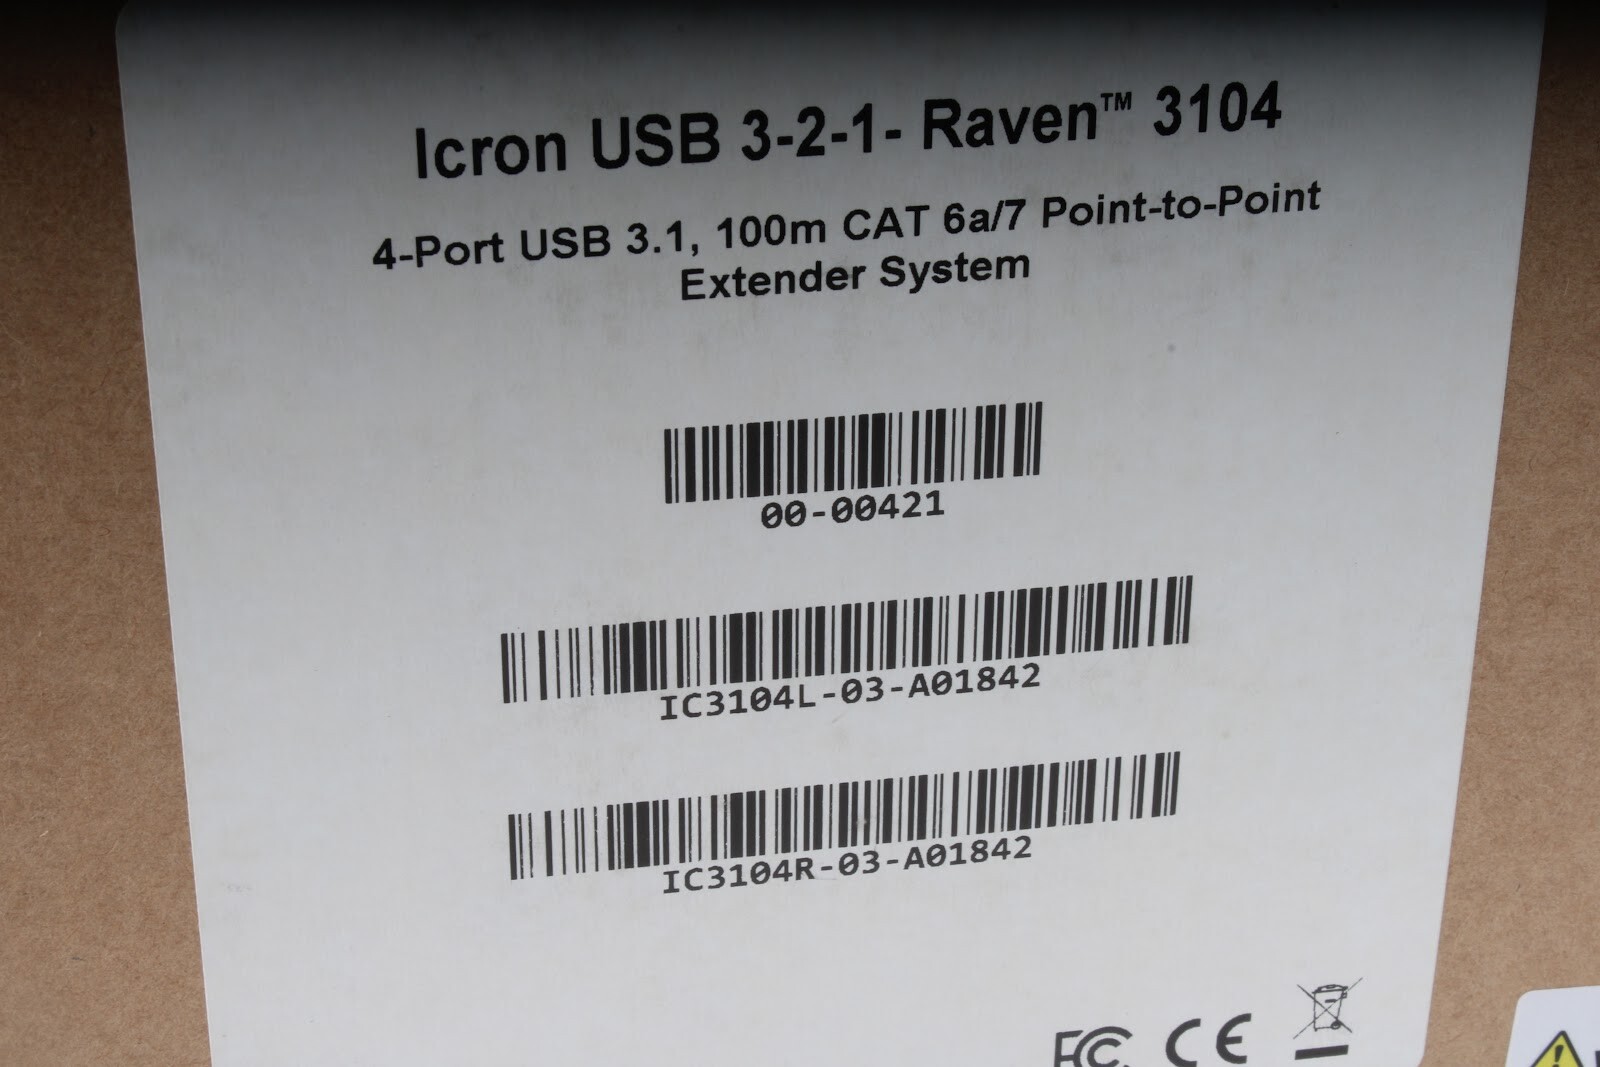 Icron USB 3-2-1- Raven™ 3104
4-Port USB 3.1, 100m CAT 6a/7 Point-to-Point
Extender System
00-00421
IC3104L-03-A01842
IC3104R-03-A01842
FC CE